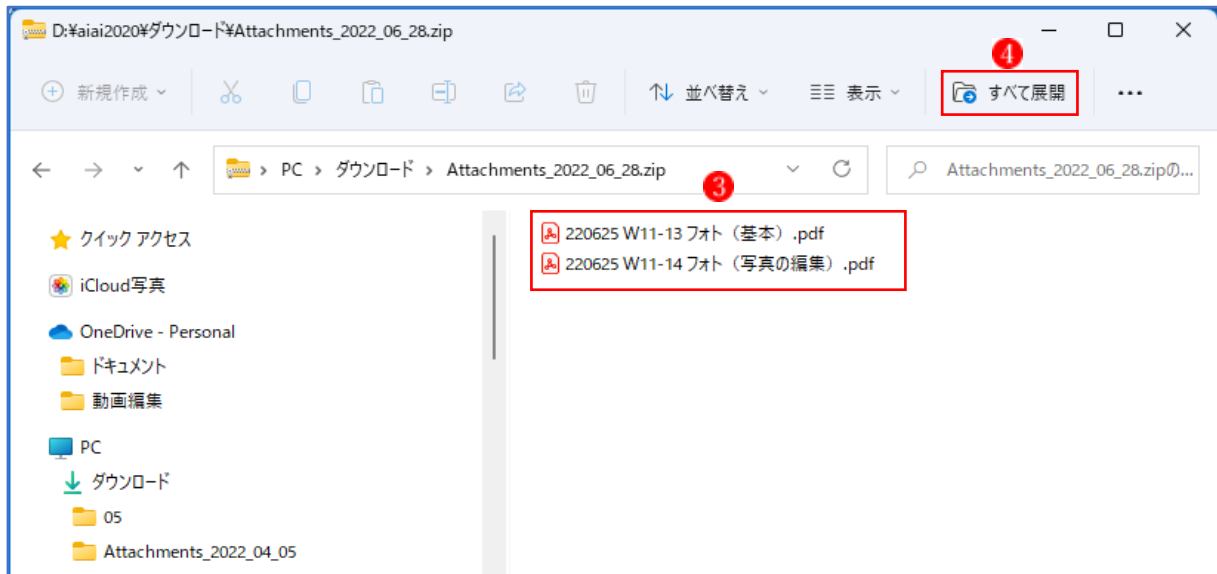 D:¥aiai2020¥ダウンロード¥Attachments_2022_06_28.zip
4
新規作成
並べ替え
表示
すべて展開
PC › ダウンロード › Attachments_2022_06_28.zip
Attachments_2022_06_28.zipの...
3
クイック アクセス
iCloud写真
OneDrive - Personal
ドキュメント
動画編集
PC
ダウンロード
05
Attachments_2022_04_05
220625 W11-13 フォト（基本）.pdf
220625 W11-14 フォト（写真の編集）.pdf